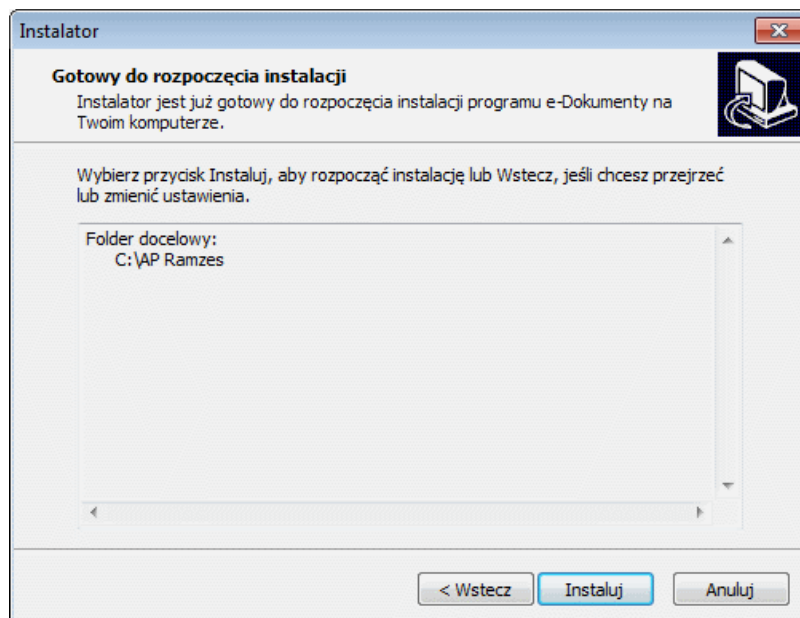 Instalator
Gotowy do rozpoczęcia instalacji
Instalator jest już gotowy do rozpoczęcia instalacji programu e-Dokumenty na
Twoim komputerze.
Wybierz przycisk Instaluj, aby rozpocząć instalację lub Wstecz, jeśli chcesz przejrzeć
lub zmienić ustawienia.
Folder docelowy:
C:\AP Ramzes
< Wstecz
Instaluj
Anuluj